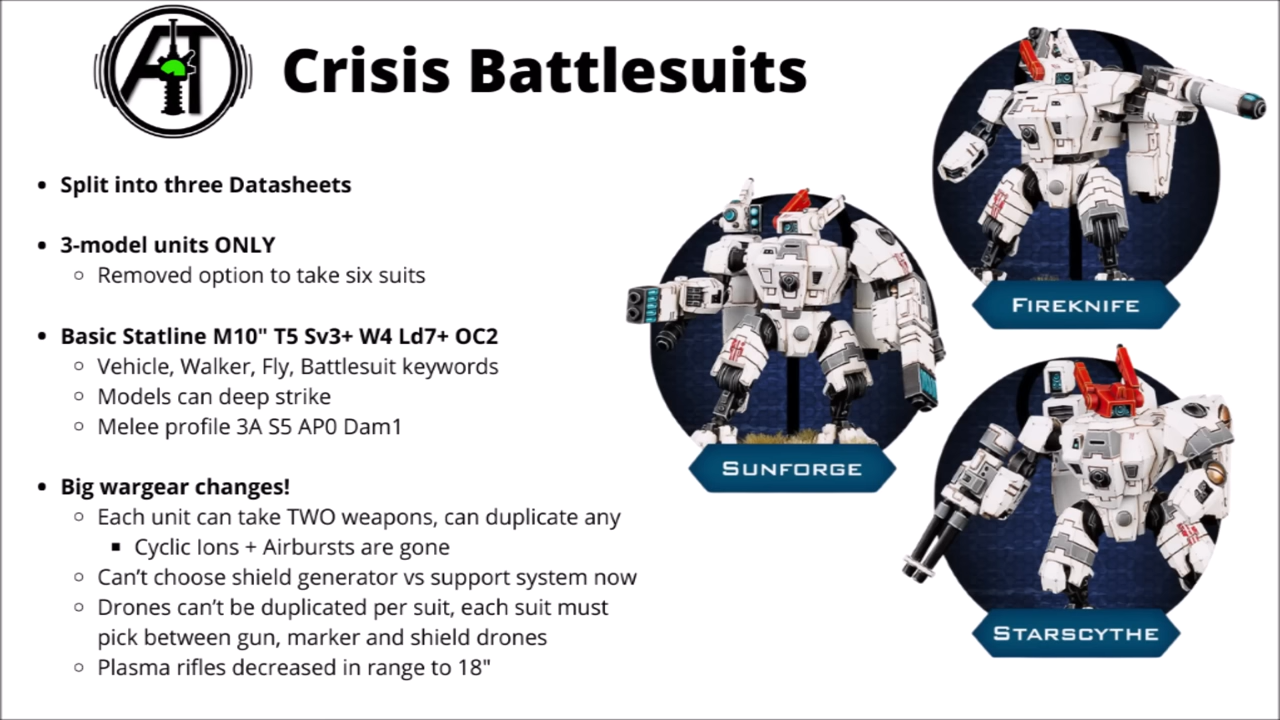 AT
Crisis Battlesuits
• Split into three Datasheets
• 3-model units ONLY
○ Removed option to take six suits
• Basic Statline M10" T5 Sv3+ W4 Ld7+ OC2
○ Vehicle, Walker, Fly, Battlesuit keywords
○ Models can deep strike
○ Melee profile 3A S5 AP0 Dam1
• Big wargear changes!
○ Each unit can take TWO weapons, can duplicate any
▪ Cyclic Ions + Airbursts are gone
○ Can't choose shield generator vs support system now
○ Drones can't be duplicated per suit, each suit must
pick between gun, marker and shield drones
○ Plasma rifles decreased in range to 18"
FIREKNIFE
SUNFORGE
STARSCYTHE